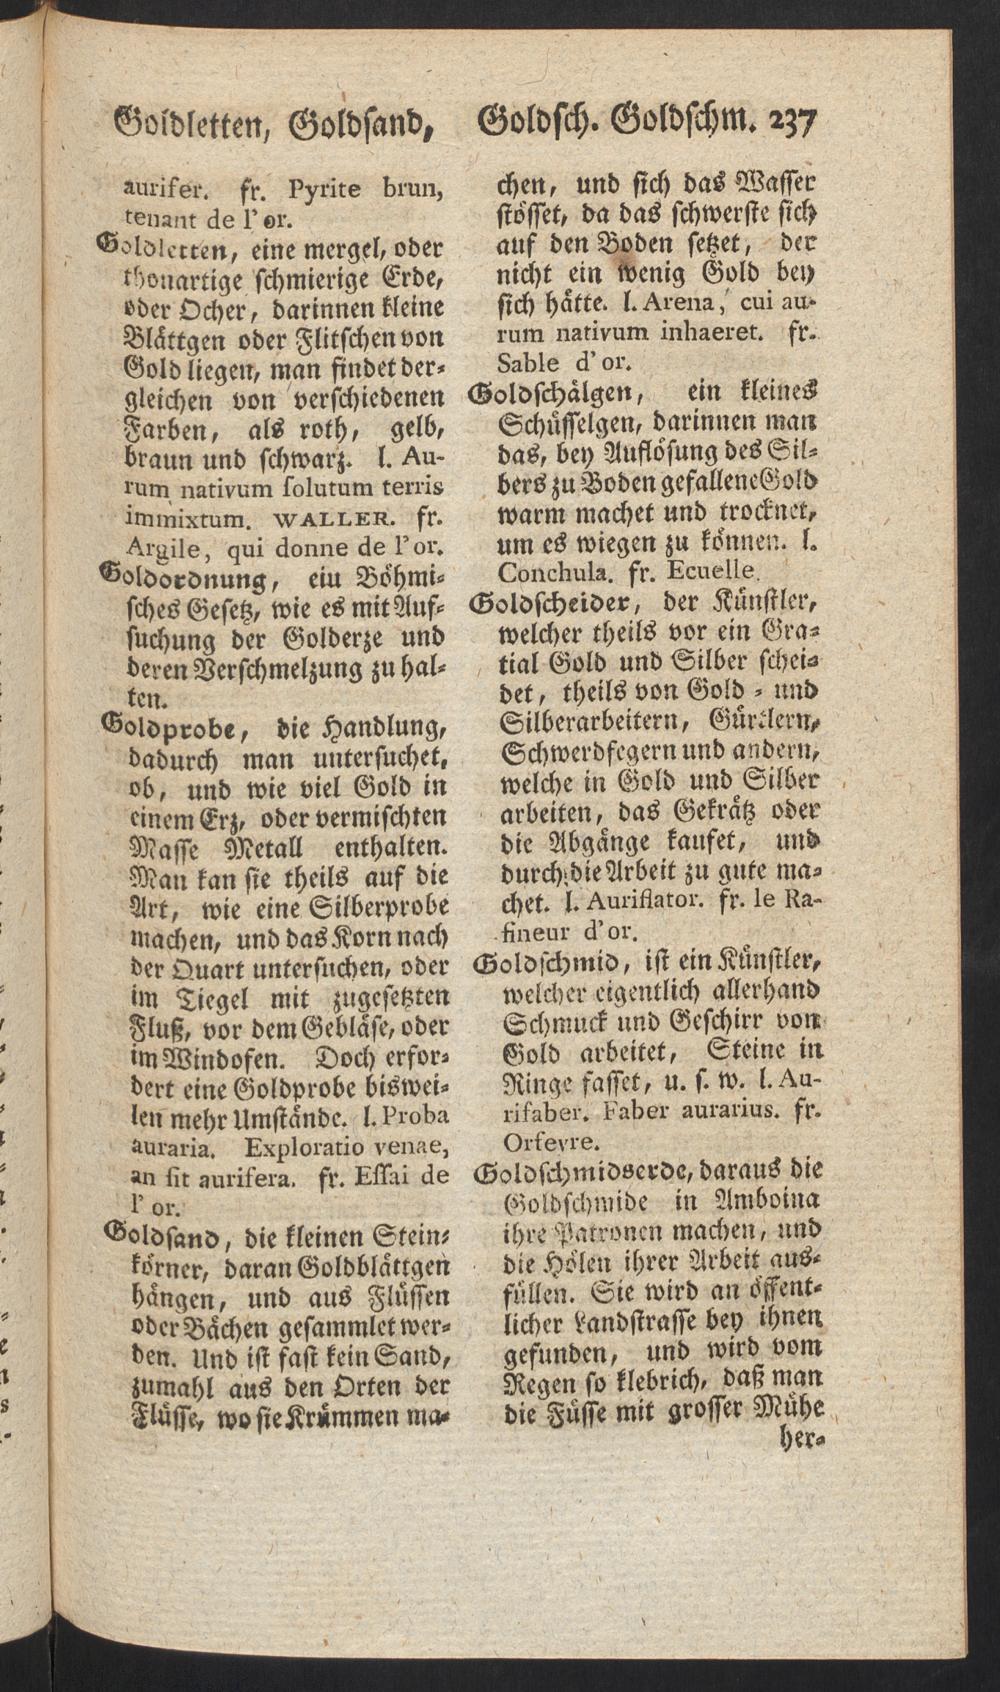 Goldletten, Goldsand, Goldsch. Goldschm. 237
aurifer. fr. Pyrite brun,
tenant de l'or.
Goldletten, eine mergel, oder
thonartige schmierige Erde,
oder Ocher, darinnen kleine
Blättgen oder Flitschen von
Gold liegen, man findet der-
gleichen von verschiedenen
Farben, als roth, gelb,
braun und schwarz. l. Au-
rum nativum solutum terris
immixtum. WALLER. fr.
Argile, qui donne de l'or.
Goldordnung, eiu Böhmi-
sches Gesetz, wie es mit Auf-
suchung der Golderze und
deren Verschmelzung zu hal-
ten.
Goldprobe, die Handlung,
dadurch man untersuchet,
ob, und wie viel Gold in
einem Erz, oder vermischten
Masse Metall enthalten.
Man kan sie theils auf die
Art, wie eine Silberprobe
machen, und das Korn nach
der Quart untersuchen, oder
im Tiegel mit zugesetzten
Fluß, vor dem Gebläse, oder
im Windofen. Doch erfor-
dert eine Goldprobe biswei-
len mehr Umstände. l. Proba
auraria. Exploratio venae,
an sit aurifera. fr. Essai de
l'or.
Goldsand, die kleinen Stein-
körner, daran Goldblättgen
hängen, und aus Flüssen
oder Bächen gesammlet wer-
den. Und ist fast kein Sand,
zumahl aus den Orten der
Flüsse, wo sie Krümmen ma-
chen, und sich das Wasser
stösset, da das schwerste sich
auf den Boden setzet, der
nicht ein wenig Gold bey
sich hätte. l. Arena, cui au-
rum nativum inhaeret. fr.
Sable d'or.
Goldschälgen, ein kleines
Schüsselgen, darinnen man
das, bey Auflösung des Sil-
bers zu Boden gefallene Gold
warm machet und trocknet,
um es wiegen zu können. l.
Conchula. fr. Ecuelle.
Goldscheider, der Künstler,
welcher theils vor ein Gra-
tial Gold und Silber schei-
det, theils von Gold- und
Silberarbeitern, Gürtlern,
Schwerdfegern und andern,
welche in Gold und Silber
arbeiten, das Gekrätz oder
die Abgänge kaufet, und
durch die Arbeit zu gute ma-
chet. l. Auriflator. fr. le Ra-
fineur d'or.
Goldschmid, ist ein Künstler,
welcher eigentlich allerhand
Schmuck und Geschirr von
Gold arbeitet, Steine in
Ringe fasset, u. s. w. l. Au-
rifaber. Faber aurarius. fr.
Orfevre.
Goldschmidserde, daraus die
Goldschmide in Amboina
ihre Patronen machen, und
die Hölen ihrer Arbeit aus-
füllen. Sie wird an öffent-
licher Landstrasse bey ihnen
gefunden, und wird vom
Regen so klebrich, daß man
die Füsse mit grosser Mühe
her-